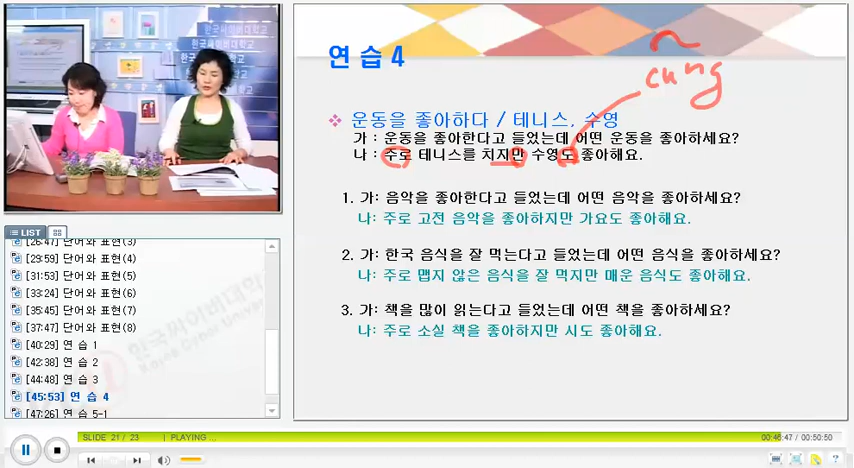 한국싸이버대학교
한국싸이버대학교
연 습 4
cung
❖ 운동을 좋아하다 / 테니스, 수영
가 : 운동을 좋아한다고 들었는데 어떤 운동을 좋아하세요?
나 : 주로 테니스를 치지만 수영도 좋아해요.
1. 가: 음악을 좋아한다고 들었는데 어떤 음악을 좋아하세요?
나: 주로 고전 음악을 좋아하지만 가요도 좋아해요.
2. 가: 한국 음식을 잘 먹는다고 들었는데 어떤 음식을 좋아하세요?
나: 주로 맵지 않은 음식을 잘 먹지만 매운 음식도 좋아해요.
3. 가: 책을 많이 읽는다고 들었는데 어떤 책을 좋아하세요?
나: 주로 소설 책을 좋아하지만 시도 좋아해요.
LIST
[26:47] 단어와 표현(3)
[29:59] 단어와 표현(4)
[31:53] 단어와 표현(5)
[33:24] 단어와 표현(6)
[35:45] 단어와 표현(7)
[37:47] 단어와 표현(8)
[40:29] 연 습 1
[42:38] 연 습 2
[44:48] 연 습 3
[45:53] 연 습 4
[47:26] 연 습 5-1
SLIDE 21 / 23 | PLAYING ...
00:46:47 / 00:50:50